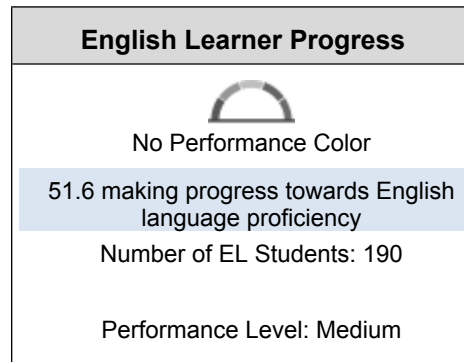 English Learner Progress
No Performance Color
51.6 making progress towards English
language proficiency
Number of EL Students: 190
Performance Level: Medium